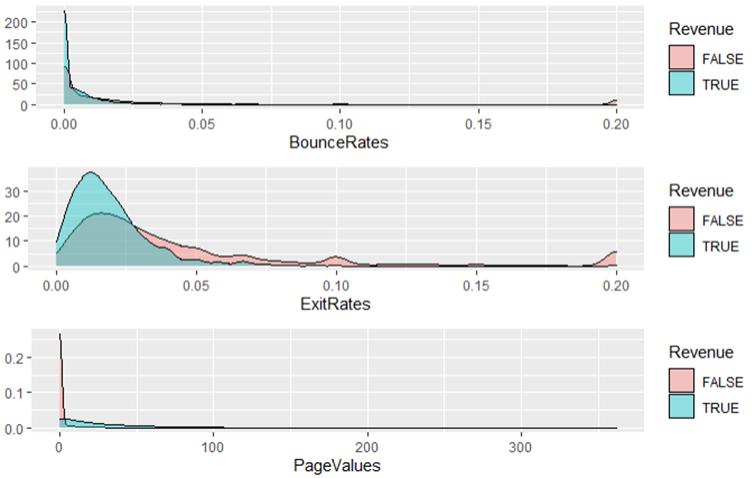 200
150
100
50
0
0.00 0.05 0.10 0.15 0.20
BounceRates
Revenue
FALSE
TRUE
30
20
10
0
0.00 0.05 0.10 0.15 0.20
ExitRates
Revenue
FALSE
TRUE
0.2
0.1
0.0
0 100 200 300
PageValues
Revenue
FALSE
TRUE